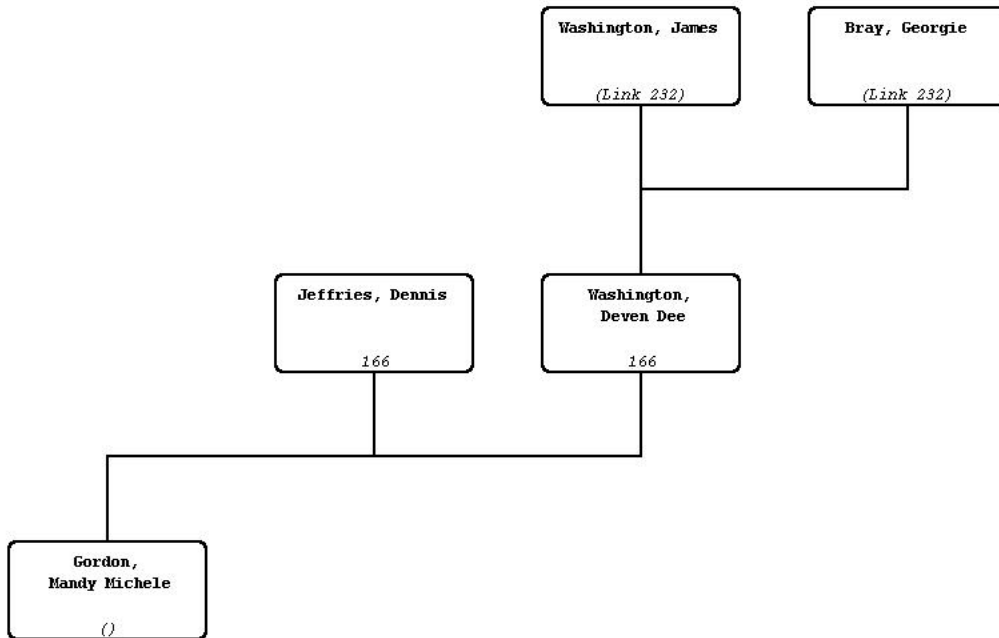 Washington, James
(Link 232)
Bray, Georgie
(Link 232)
Jeffries, Dennis
166
Washington,
Deven Dee
166
Gordon,
Mandy Michele
()